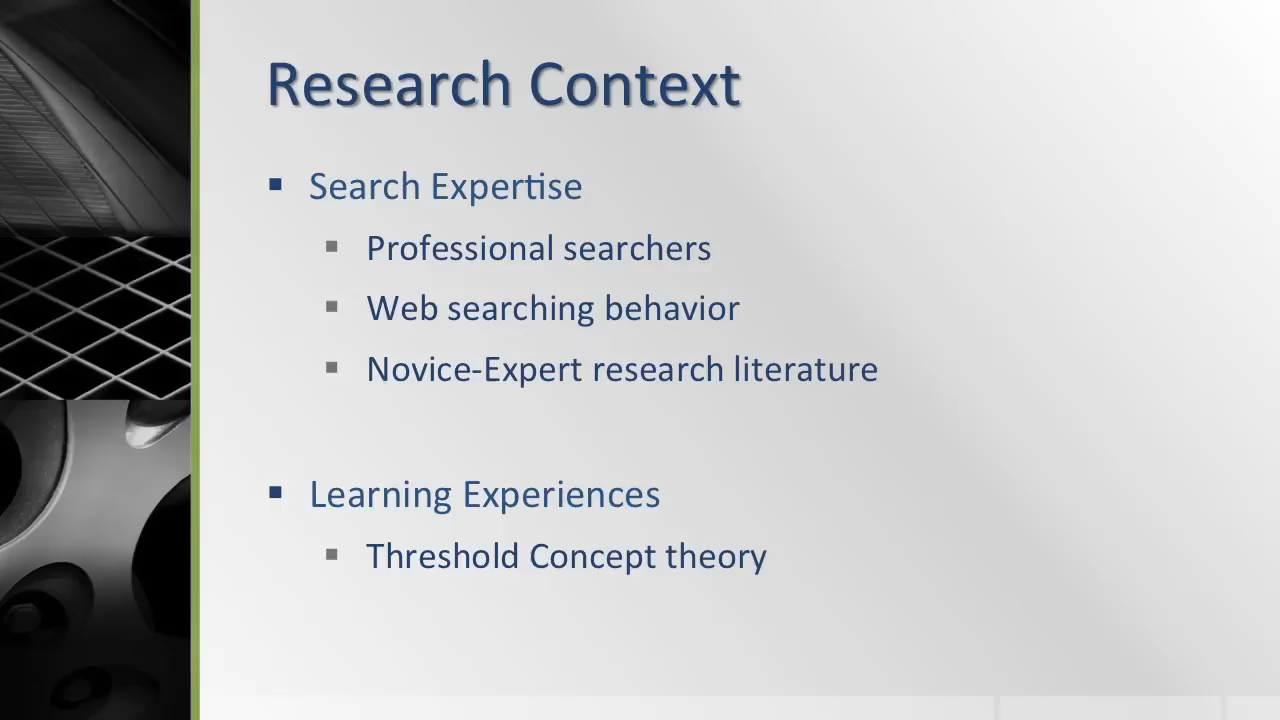 Research Context
Search Expertise
Professional searchers
Web searching behavior
Novice-Expert research literature
Learning Experiences
Threshold Concept theory